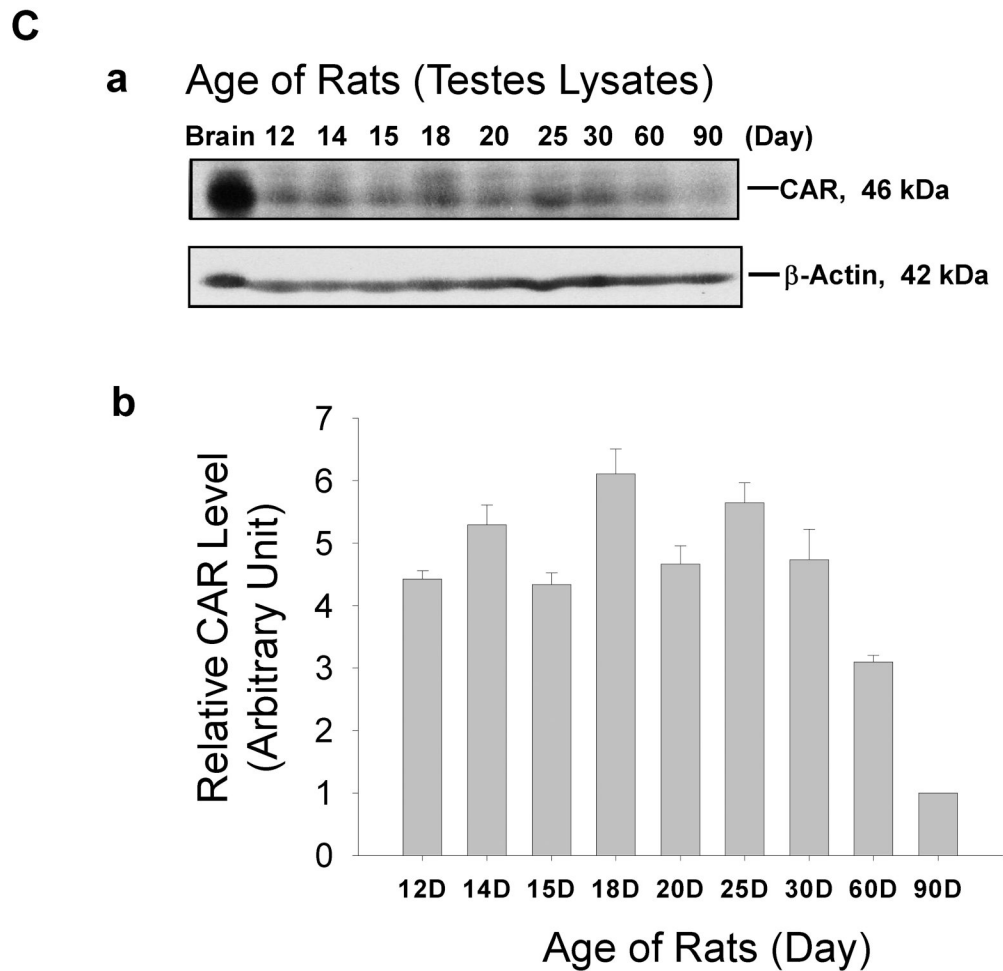 C
a Age of Rats (Testes Lysates)
Brain 12 14 15 18 20 25 30 60 90 (Day)
CAR, 46 kDa
β-Actin, 42 kDa
b
7
6
5
4
3
2
1
0
Relative CAR Level
(Arbitrary Unit)
12D 14D 15D 18D 20D 25D 30D 60D 90D
Age of Rats (Day)